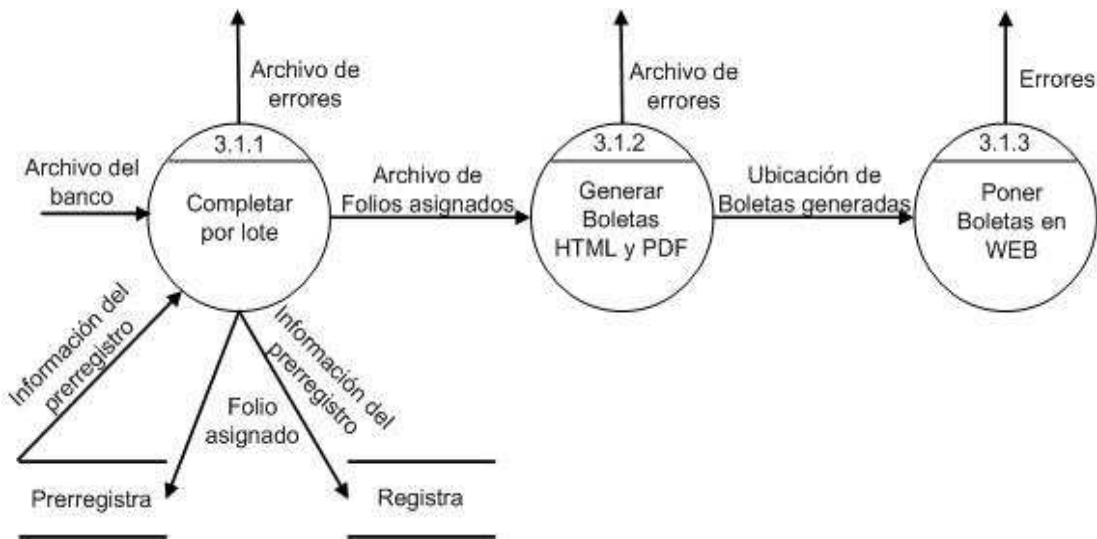 Archivo de
errores
Archivo de
errores
Errores
3.1.1
3.1.2
3.1.3
Archivo del
banco
Completar
por lote
Archivo de
Folios asignados
Generar
Boletas
HTML y PDF
Ubicación de
Boletas generadas
Poner
Boletas en
WEB
Información del
prerregistro
Folio
asignado
Información del
prerregistro
Prerregistra
Registra